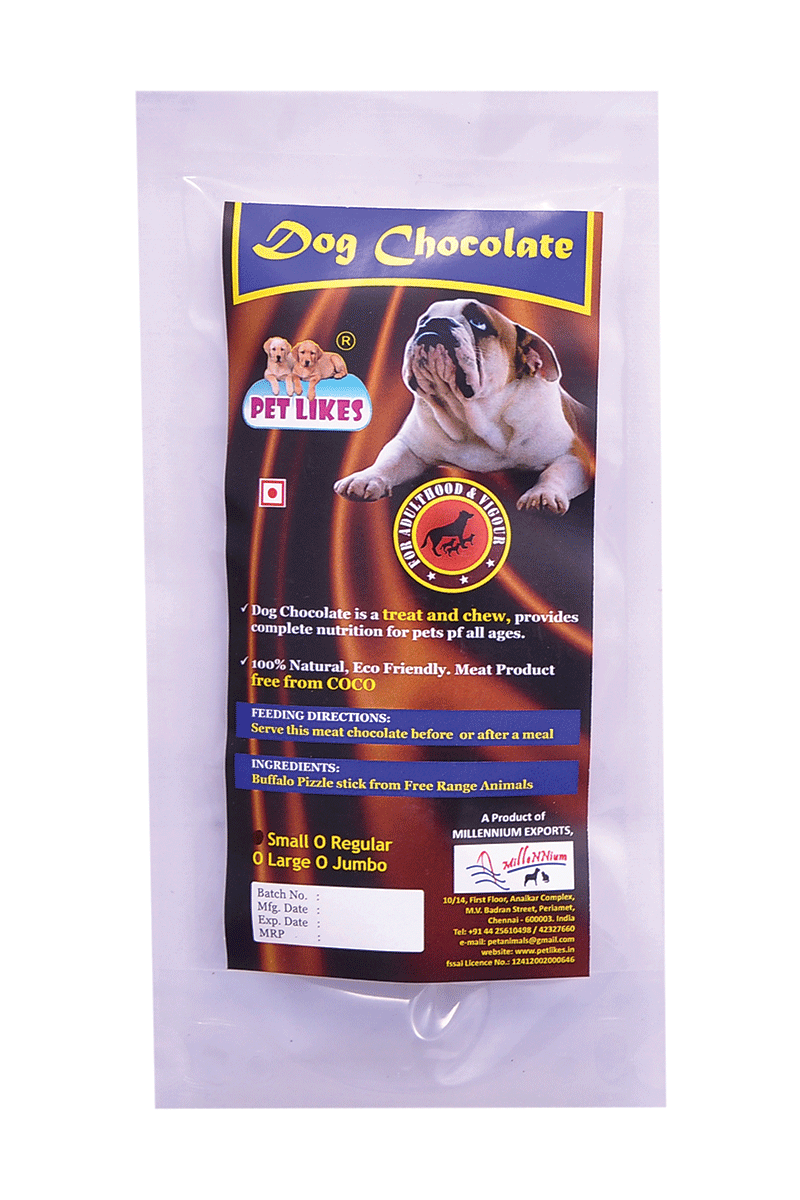 Dog Chocolate
®
PET LIKES
FOR ADULTHOOD & VIGOUR
✓ Dog Chocolate is a treat and chew, provides
complete nutrition for pets pf all ages.
✓ 100% Natural, Eco Friendly. Meat Product
free from COCO
FEEDING DIRECTIONS:
Serve this meat chocolate before or after a meal
INGREDIENTS:
Buffalo Pizzle stick from Free Range Animals
Small O Regular
O Large O Jumbo
Batch No. :
Mfg. Date :
Exp. Date :
MRP :
A Product of
MILLENNIUM EXPORTS,
MilleNNium
10/14, First Floor, Anaikar Complex,
M.V. Badran Street, Periamet,
Chennai - 600003. India
Tel: +91 44 25610498 / 42327660
e-mail: petanimals@gmail.com
website: www.petlikes.in
fssai Licence No.: 12412002000646